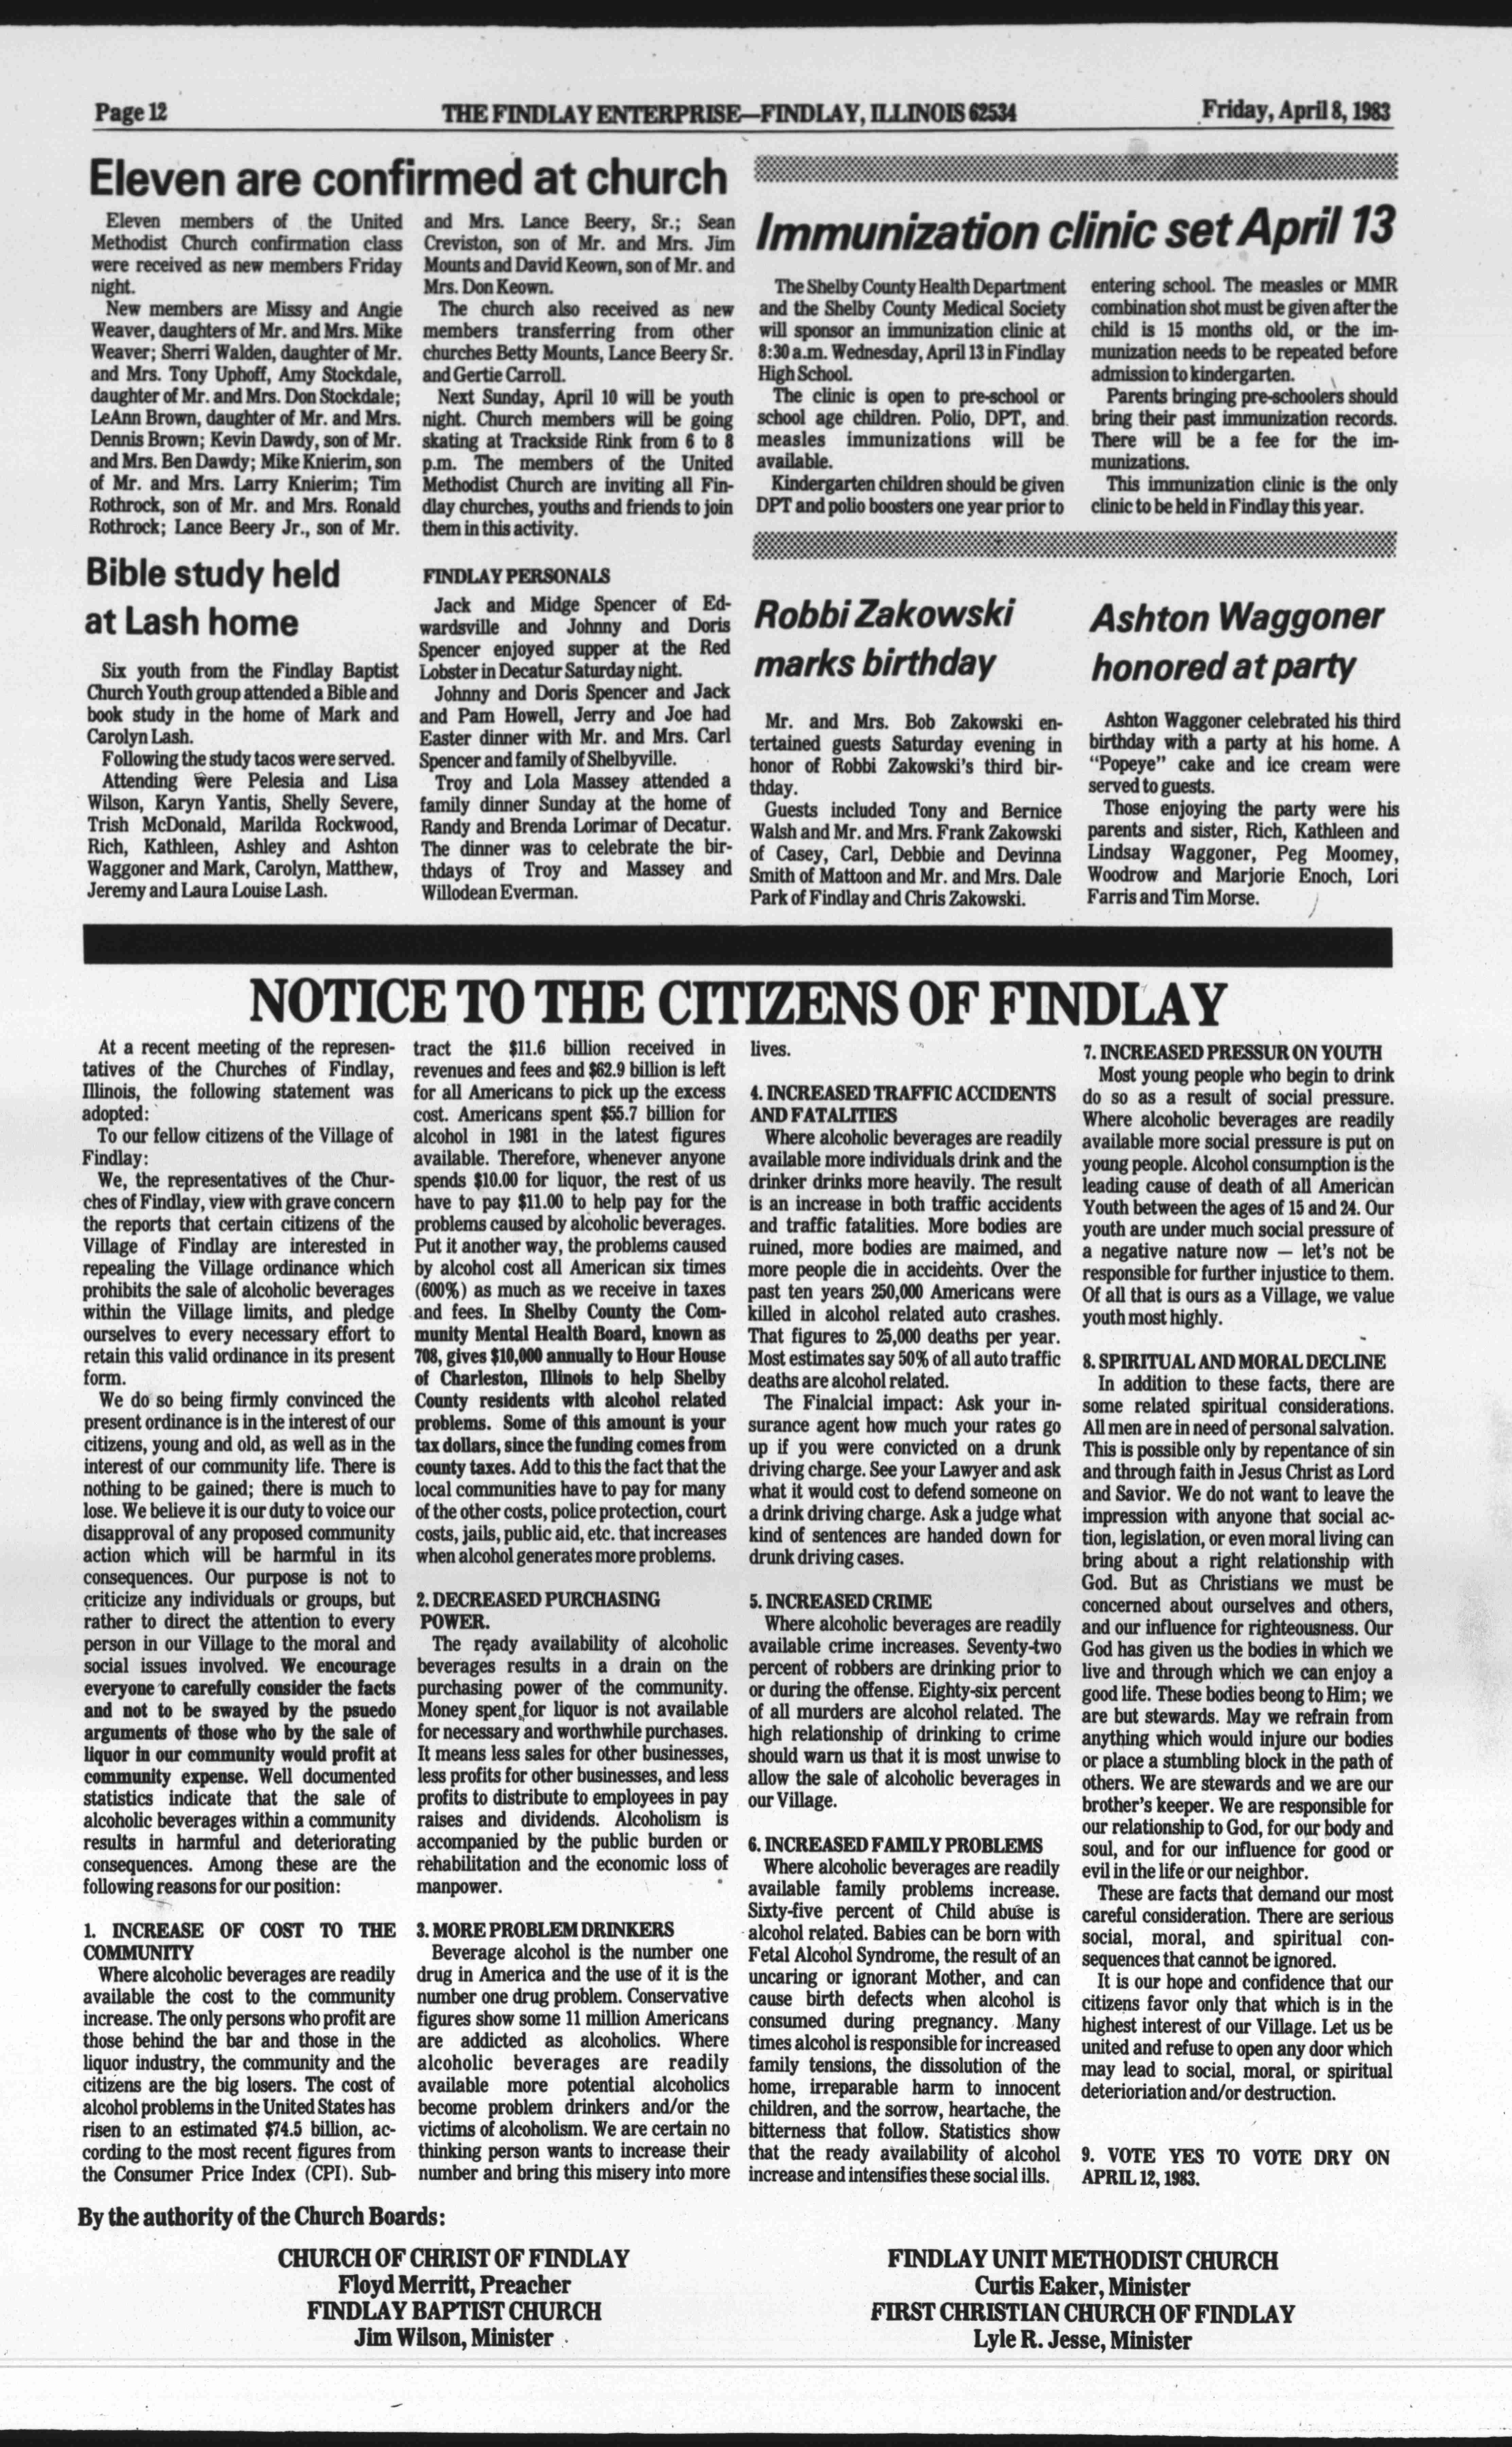 Page 12
THE FINDLAY ENTERPRISE—FINDLAY, ILLINOIS 62534
Friday, April 8, 1983
Eleven are confirmed at church
Eleven members of the United
Methodist Church confirmation class
were received as new members Friday
night.
New members are Missy and Angie
Weaver, daughters of Mr. and Mrs. Mike
Weaver; Sherri Walden, daughter of Mr.
and Mrs. Tony Uphoff, Amy Stockdale,
daughter of Mr. and Mrs. Don Stockdale;
LeAnn Brown, daughter of Mr. and Mrs.
Dennis Brown; Kevin Dawdy, son of Mr.
and Mrs. Ben Dawdy; Mike Knierim, son
of Mr. and Mrs. Larry Knierim; Tim
Rothrock, son of Mr. and Mrs. Ronald
Rothrock; Lance Beery Jr., son of Mr.
and Mrs. Lance Beery, Sr.; Sean
Creviston, son of Mr. and Mrs. Jim
Mounts and David Keown, son of Mr. and
Mrs. Don Keown.
The church also received as new
members transferring from other
churches Betty Mounts, Lance Beery Sr.
and Gertie Carroll.
Next Sunday, April 10 will be youth
night. Church members will be going
skating at Trackside Rink from 6 to 8
p.m. The members of the United
Methodist Church are inviting all Fin-
dlay churches, youths and friends to join
them in this activity.
Immunization clinic set April 13
The Shelby County Health Department
and the Shelby County Medical Society
will sponsor an immunization clinic at
8:30 a.m. Wednesday, April 13 in Findlay
High School.
The clinic is open to pre-school or
school age children. Polio, DPT, and
measles immunizations will be
available.
Kindergarten children should be given
DPT and polio boosters one year prior to
entering school. The measles or MMR
combination shot must be given after the
child is 15 months old, or the im-
munization needs to be repeated before
admission to kindergarten.
Parents bringing pre-schoolers should
bring their past immunization records.
There will be a fee for the im-
munizations.
This immunization clinic is the only
clinic to be held in Findlay this year.
Bible study held
at Lash home
Six youth from the Findlay Baptist
Church Youth group attended a Bible and
book study in the home of Mark and
Carolyn Lash.
Following the study tacos were served.
Attending were Pelesia and Lisa
Wilson, Karyn Yantis, Shelly Severe,
Trish McDonald, Marilda Rockwood,
Rich, Kathleen, Ashley and Ashton
Waggoner and Mark, Carolyn, Matthew,
Jeremy and Laura Louise Lash.
FINDLAY PERSONALS
Jack and Midge Spencer of Ed-
wardsville and Johnny and Doris
Spencer enjoyed supper at the Red
Lobster in Decatur Saturday night.
Johnny and Doris Spencer and Jack
and Pam Howell, Jerry and Joe had
Easter dinner with Mr. and Mrs. Carl
Spencer and family of Shelbyville.
Troy and Lola Massey attended a
family dinner Sunday at the home of
Randy and Brenda Lorimar of Decatur.
The dinner was to celebrate the bir-
thdays of Troy and Massey and
Willodean Everman.
Robbi Zakowski
marks birthday
Mr. and Mrs. Bob Zakowski en-
tertained guests Saturday evening in
honor of Robbi Zakowski's third bir-
thday.
Guests included Tony and Bernice
Walsh and Mr. and Mrs. Frank Zakowski
of Casey, Carl, Debbie and Devinna
Smith of Mattoon and Mr. and Mrs. Dale
Park of Findlay and Chris Zakowski.
Ashton Waggoner
honored at party
Ashton Waggoner celebrated his third
birthday with a party at his home. A
"Popeye" cake and ice cream were
served to guests.
Those enjoying the party were his
parents and sister, Rich, Kathleen and
Lindsay Waggoner, Peg Moomey,
Woodrow and Marjorie Enoch, Lori
Farris and Tim Morse.
NOTICE TO THE CITIZENS OF FINDLAY
At a recent meeting of the represen-
tatives of the Churches of Findlay,
Illinois, the following statement was
adopted:
To our fellow citizens of the Village of
Findlay:
We, the representatives of the Chur-
ches of Findlay, view with grave concern
the reports that certain citizens of the
Village of Findlay are interested in
repealing the Village ordinance which
prohibits the sale of alcoholic beverages
within the Village limits, and pledge
ourselves to every necessary effort to
retain this valid ordinance in its present
form.
We do so being firmly convinced the
present ordinance is in the interest of our
citizens, young and old, as well as in the
interest of our community life. There is
nothing to be gained; there is much to
lose. We believe it is our duty to voice our
disapproval of any proposed community
action which will be harmful in its
consequences. Our purpose is not to
criticize any individuals or groups, but
rather to direct the attention to every
person in our Village to the moral and
social issues involved. We encourage
everyone to carefully consider the facts
and not to be swayed by the psuedo
arguments of those who by the sale of
liquor in our community would profit at
community expense. Well documented
statistics indicate that the sale of
alcoholic beverages within a community
results in harmful and deteriorating
consequences. Among these are the
following reasons for our position:
1. INCREASE OF COST TO THE
COMMUNITY
Where alcoholic beverages are readily
available the cost to the community
increase. The only persons who profit are
those behind the bar and those in the
liquor industry, the community and the
citizens are the big losers. The cost of
alcohol problems in the United States has
risen to an estimated $74.5 billion, ac-
cording to the most recent figures from
the Consumer Price Index (CPI). Sub-
tract the $11.6 billion received in
revenues and fees and $62.9 billion is left
for all Americans to pick up the excess
cost. Americans spent $55.7 billion for
alcohol in 1981 in the latest figures
available. Therefore, whenever anyone
spends $10.00 for liquor, the rest of us
have to pay $11.00 to help pay for the
problems caused by alcoholic beverages.
Put it another way, the problems caused
by alcohol cost all American six times
(600%) as much as we receive in taxes
and fees. In Shelby County the Com-
munity Mental Health Board, known as
708, gives $10,000 annually to Hour House
of Charleston, Illinois to help Shelby
County residents with alcohol related
problems. Some of this amount is your
tax dollars, since the funding comes from
county taxes. Add to this the fact that the
local communities have to pay for many
of the other costs, police protection, court
costs, jails, public aid, etc. that increases
when alcohol generates more problems.
2. DECREASED PURCHASING
POWER.
The ready availability of alcoholic
beverages results in a drain on the
purchasing power of the community.
Money spent for liquor is not available
for necessary and worthwhile purchases.
It means less sales for other businesses,
less profits for other businesses, and less
profits to distribute to employees in pay
raises and dividends. Alcoholism is
accompanied by the public burden or
rehabilitation and the economic loss of
manpower.
3. MORE PROBLEM DRINKERS
Beverage alcohol is the number one
drug in America and the use of it is the
number one drug problem. Conservative
figures show some 11 million Americans
are addicted as alcoholics. Where
alcoholic beverages are readily
available more potential alcoholics
become problem drinkers and/or the
victims of alcoholism. We are certain no
thinking person wants to increase their
number and bring this misery into more
lives.
4. INCREASED TRAFFIC ACCIDENTS
AND FATALITIES
Where alcoholic beverages are readily
available more individuals drink and the
drinker drinks more heavily. The result
is an increase in both traffic accidents
and traffic fatalities. More bodies are
ruined, more bodies are maimed, and
more people die in accidents. Over the
past ten years 250,000 Americans were
killed in alcohol related auto crashes.
That figures to 25,000 deaths per year.
Most estimates say 50% of all auto traffic
deaths are alcohol related.
The Finalcial impact: Ask your in-
surance agent how much your rates go
up if you were convicted on a drunk
driving charge. See your Lawyer and ask
what it would cost to defend someone on
a drink driving charge. Ask a judge what
kind of sentences are handed down for
drunk driving cases.
5. INCREASED CRIME
Where alcoholic beverages are readily
available crime increases. Seventy-two
percent of robbers are drinking prior to
or during the offense. Eighty-six percent
of all murders are alcohol related. The
high relationship of drinking to crime
should warn us that it is most unwise to
allow the sale of alcoholic beverages in
our Village.
6. INCREASED FAMILY PROBLEMS
Where alcoholic beverages are readily
available family problems increase.
Sixty-five percent of Child abuse is
alcohol related. Babies can be born with
Fetal Alcohol Syndrome, the result of an
uncaring or ignorant Mother, and can
cause birth defects when alcohol is
consumed during pregnancy. Many
times alcohol is responsible for increased
family tensions, the dissolution of the
home, irreparable harm to innocent
children, and the sorrow, heartache, the
bitterness that follow. Statistics show
that the ready availability of alcohol
increase and intensifies these social ills.
7. INCREASED PRESSUR ON YOUTH
Most young people who begin to drink
do so as a result of social pressure.
Where alcoholic beverages are readily
available more social pressure is put on
young people. Alcohol consumption is the
leading cause of death of all American
Youth between the ages of 15 and 24. Our
youth are under much social pressure of
a negative nature now — let's not be
responsible for further injustice to them.
Of all that is ours as a Village, we value
youth most highly.
8. SPIRITUAL AND MORAL DECLINE
In addition to these facts, there are
some related spiritual considerations.
All men are in need of personal salvation.
This is possible only by repentance of sin
and through faith in Jesus Christ as Lord
and Savior. We do not want to leave the
impression with anyone that social ac-
tion, legislation, or even moral living can
bring about a right relationship with
God. But as Christians we must be
concerned about ourselves and others,
and our influence for righteousness. Our
God has given us the bodies in which we
live and through which we can enjoy a
good life. These bodies beong to Him; we
are but stewards. May we refrain from
anything which would injure our bodies
or place a stumbling block in the path of
others. We are stewards and we are our
brother's keeper. We are responsible for
our relationship to God, for our body and
soul, and for our influence for good or
evil in the life or our neighbor.
These are facts that demand our most
careful consideration. There are serious
social, moral, and spiritual con-
sequences that cannot be ignored.
It is our hope and confidence that our
citizens favor only that which is in the
highest interest of our Village. Let us be
united and refuse to open any door which
may lead to social, moral, or spiritual
deterioriation and/or destruction.
9. VOTE YES TO VOTE DRY ON
APRIL 12, 1983.
By the authority of the Church Boards:
CHURCH OF CHRIST OF FINDLAY
Floyd Merritt, Preacher
FINDLAY BAPTIST CHURCH
Jim Wilson, Minister
FINDLAY UNIT METHODIST CHURCH
Curtis Eaker, Minister
FIRST CHRISTIAN CHURCH OF FINDLAY
Lyle R. Jesse, Minister